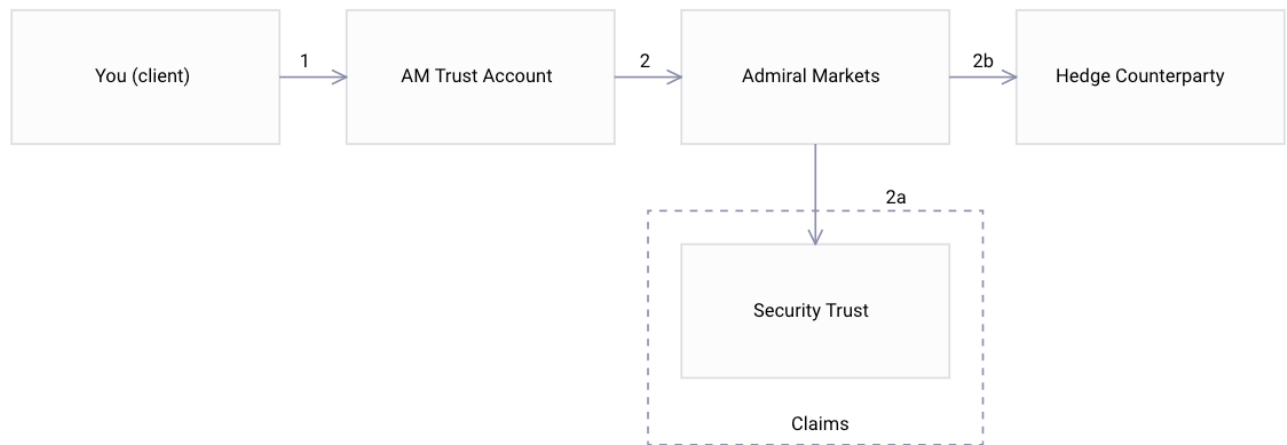 You (client)
1
AM Trust Account
2
Admiral Markets
2b
Hedge Counterparty
2a
Security Trust
Claims